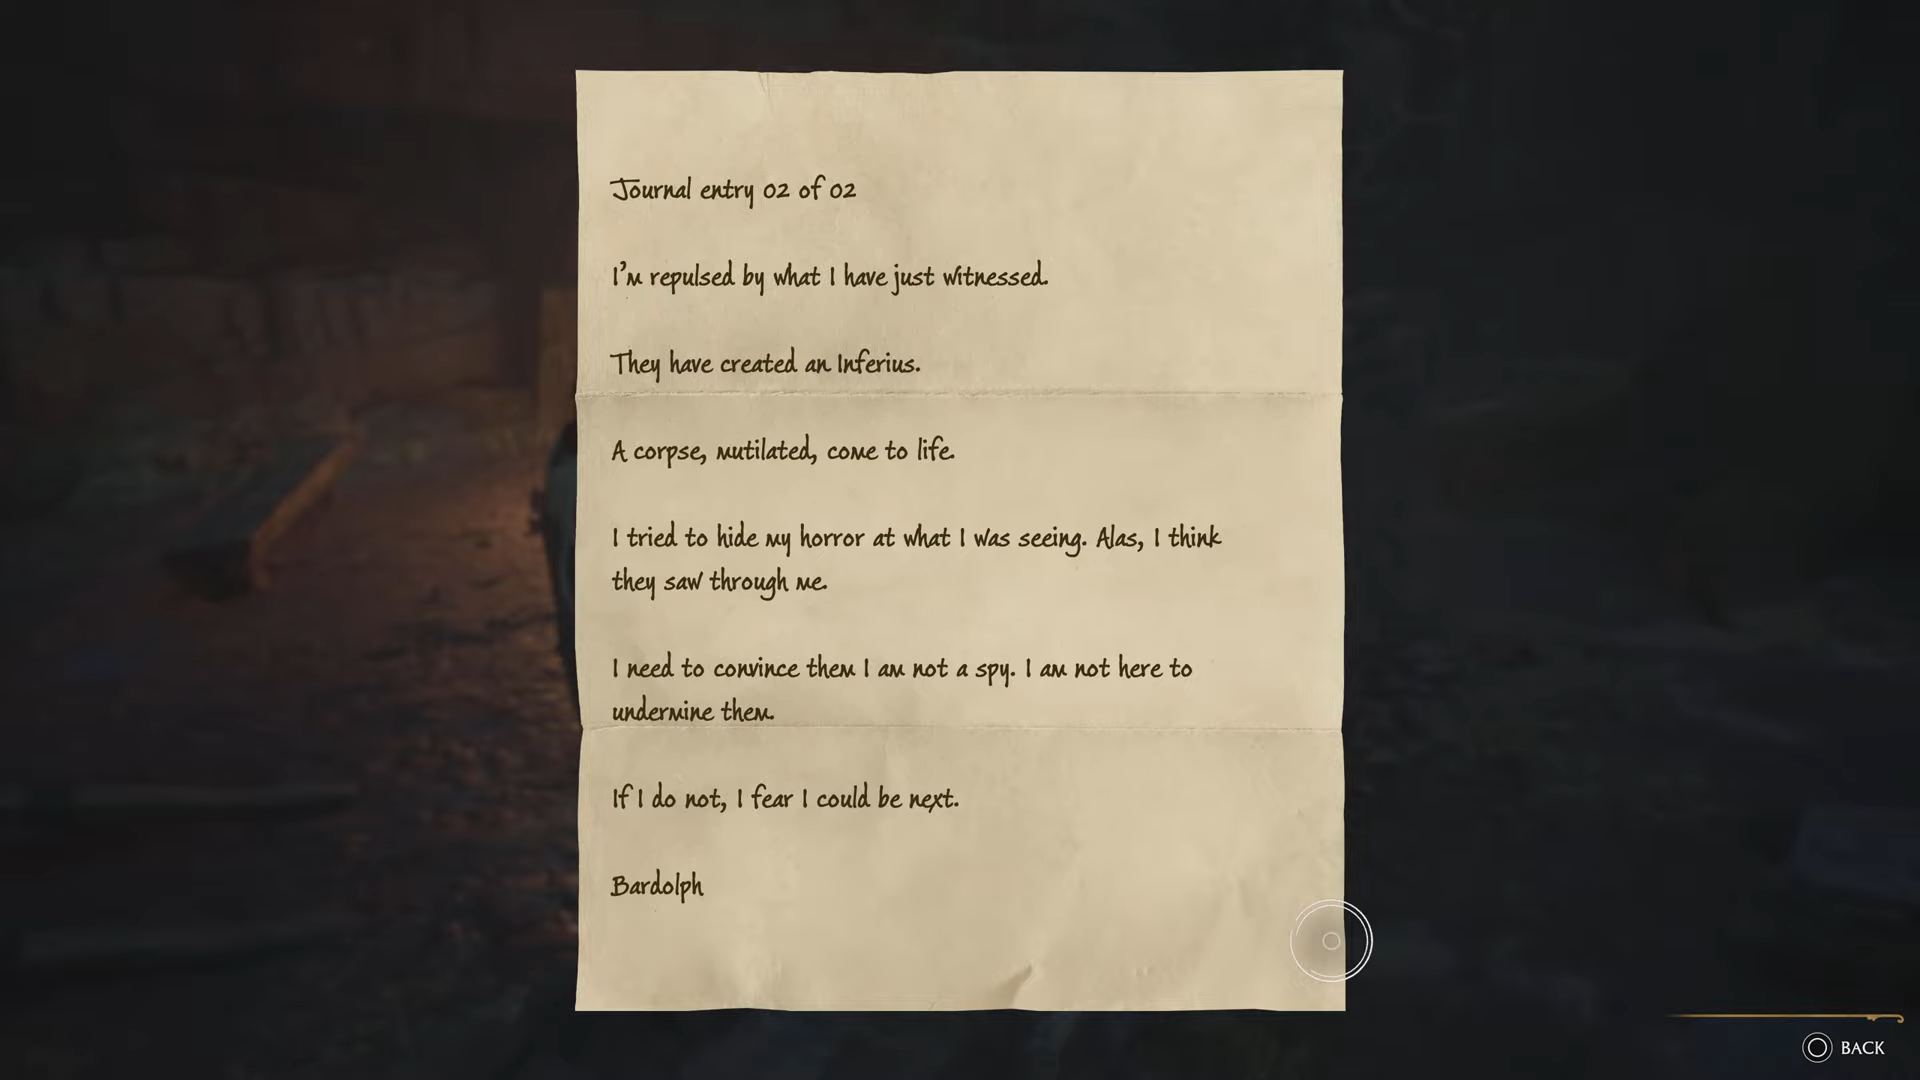 Journal entry 02 of 02
I'm repulsed by what I have just witnessed.
They have created an Inferius.
A corpse, mutilated, come to life.
I tried to hide my horror at what I was seeing. Alas, I think
they saw through me.
I need to convince them I am not a spy. I am not here to
undermine them.
If I do not, I fear I could be next.
Bardolph
BACK